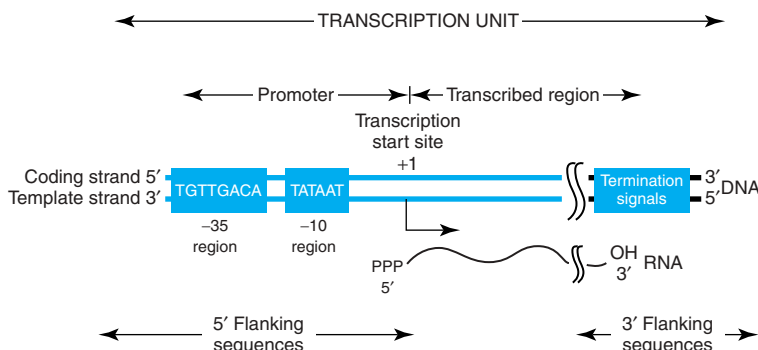 TRANSCRIPTION UNIT
Promoter
Transcribed region
Transcription
start site
+1
Coding strand 5′
Template strand 3′
TGTTGACA
TATAAT
Termination
signals
3′
5′
DNA
–35
region
–10
region
PPP
5′
OH
3′
RNA
5′ Flanking
sequences
3′ Flanking
sequences